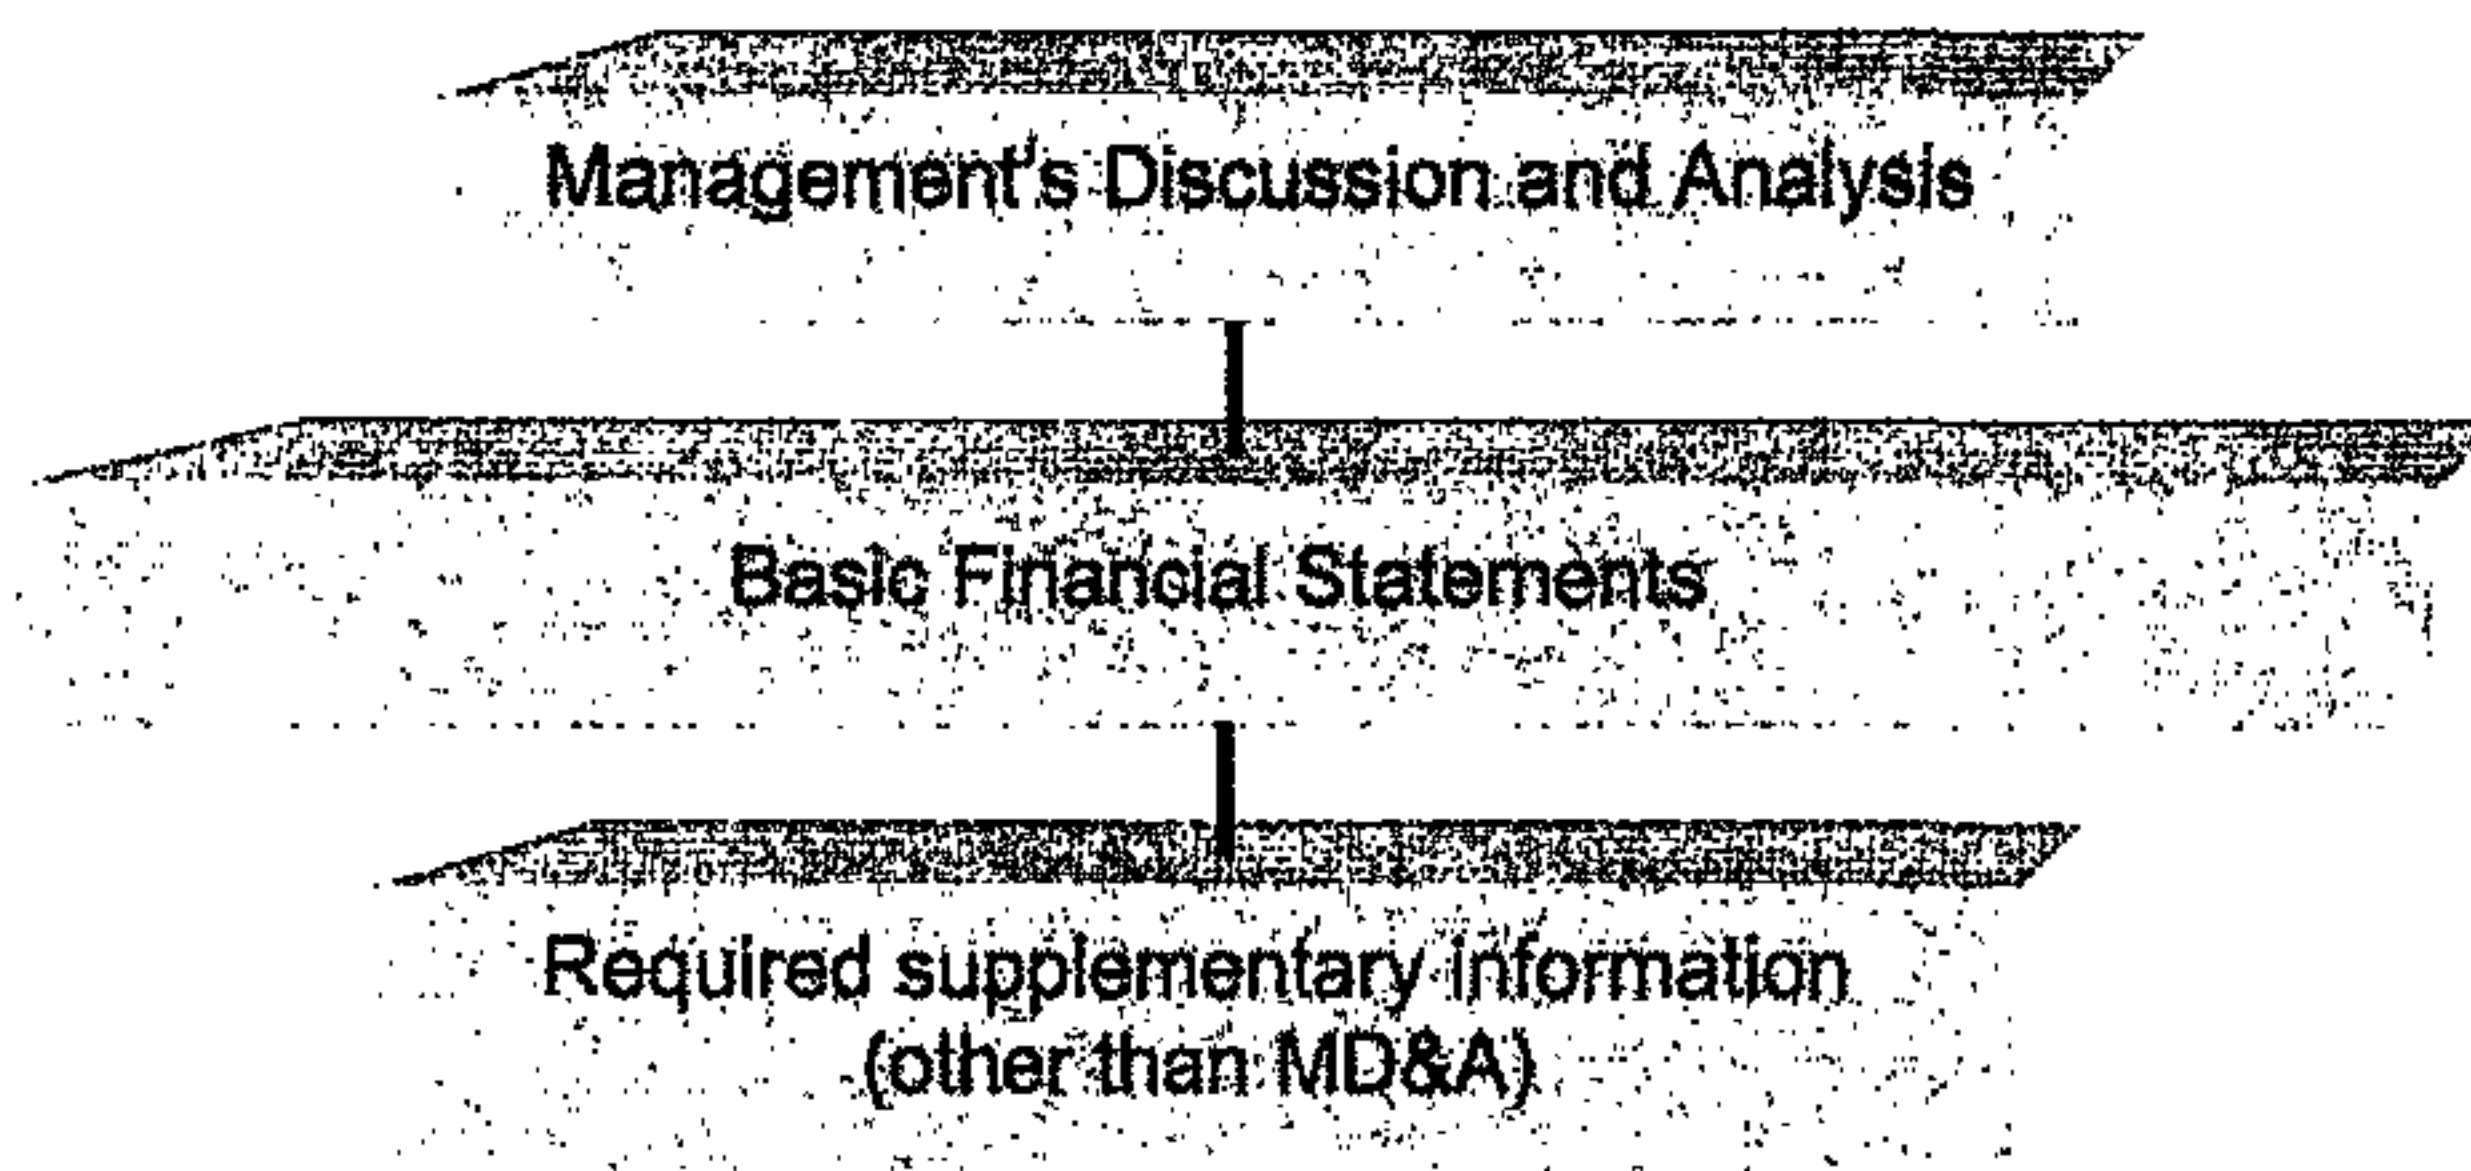 Management's Discussion and Analysis
Basic Financial Statements
Required supplementary information
(other than MD&A)